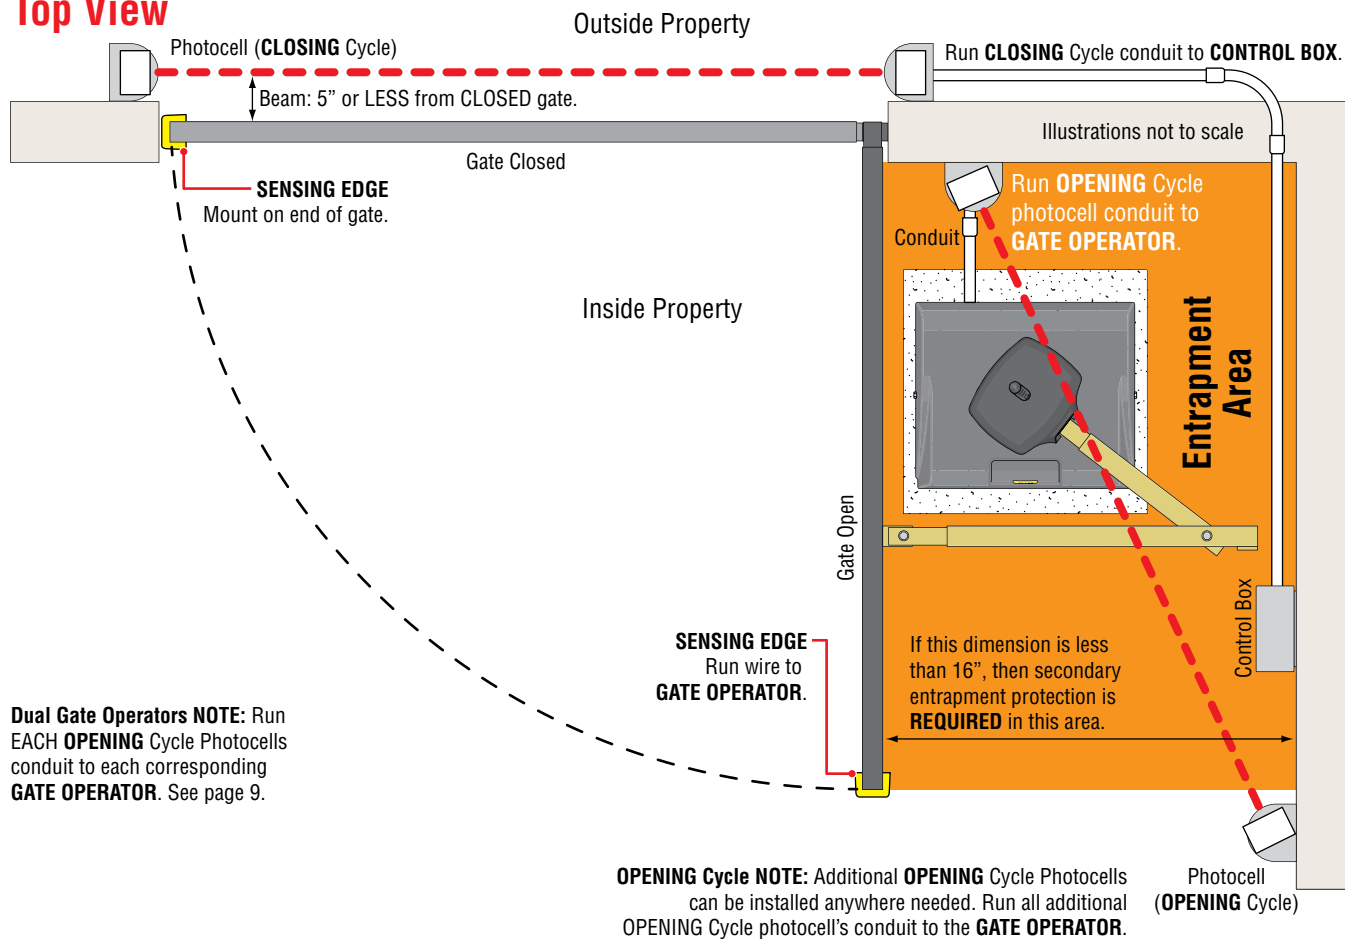 Top View
Outside Property
Photocell (CLOSING Cycle)
Run CLOSING Cycle conduit to CONTROL BOX.
Beam: 5” or LESS from CLOSED gate.
Illustrations not to scale
Gate Closed
SENSING EDGE
Mount on end of gate.
Run OPENING Cycle
photocell conduit to
GATE OPERATOR.
Conduit
Inside Property
Entrapment
Area
Gate Open
Control Box
SENSING EDGE
Run wire to
GATE OPERATOR.
If this dimension is less
than 16”, then secondary
entrapment protection is
REQUIRED in this area.
Dual Gate Operators NOTE: Run
EACH OPENING Cycle Photocells
conduit to each corresponding
GATE OPERATOR. See page 9.
OPENING Cycle NOTE: Additional OPENING Cycle Photocells
can be installed anywhere needed. Run all additional
OPENING Cycle photocell’s conduit to the GATE OPERATOR.
Photocell
(OPENING Cycle)